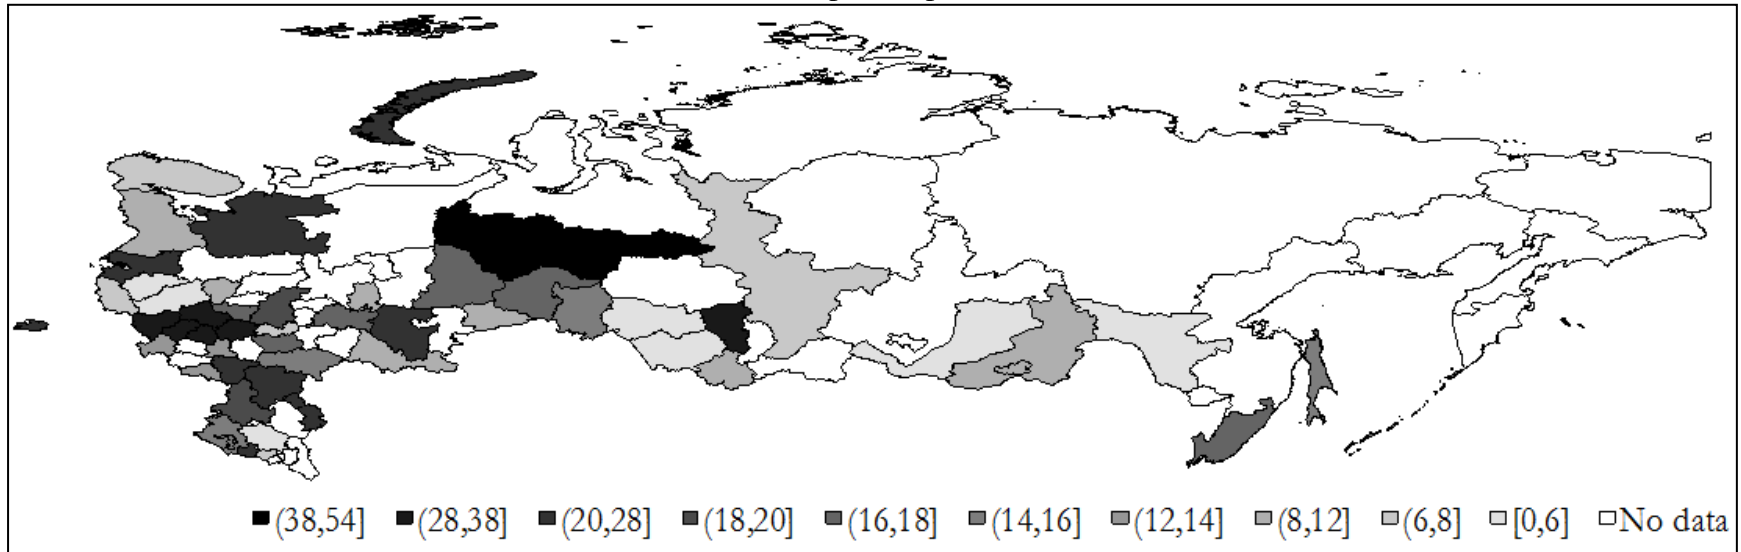 (38,54] (28,38] (20,28] (18,20] (16,18] (14,16] (12,14] (8,12] (6,8] [0,6] No data